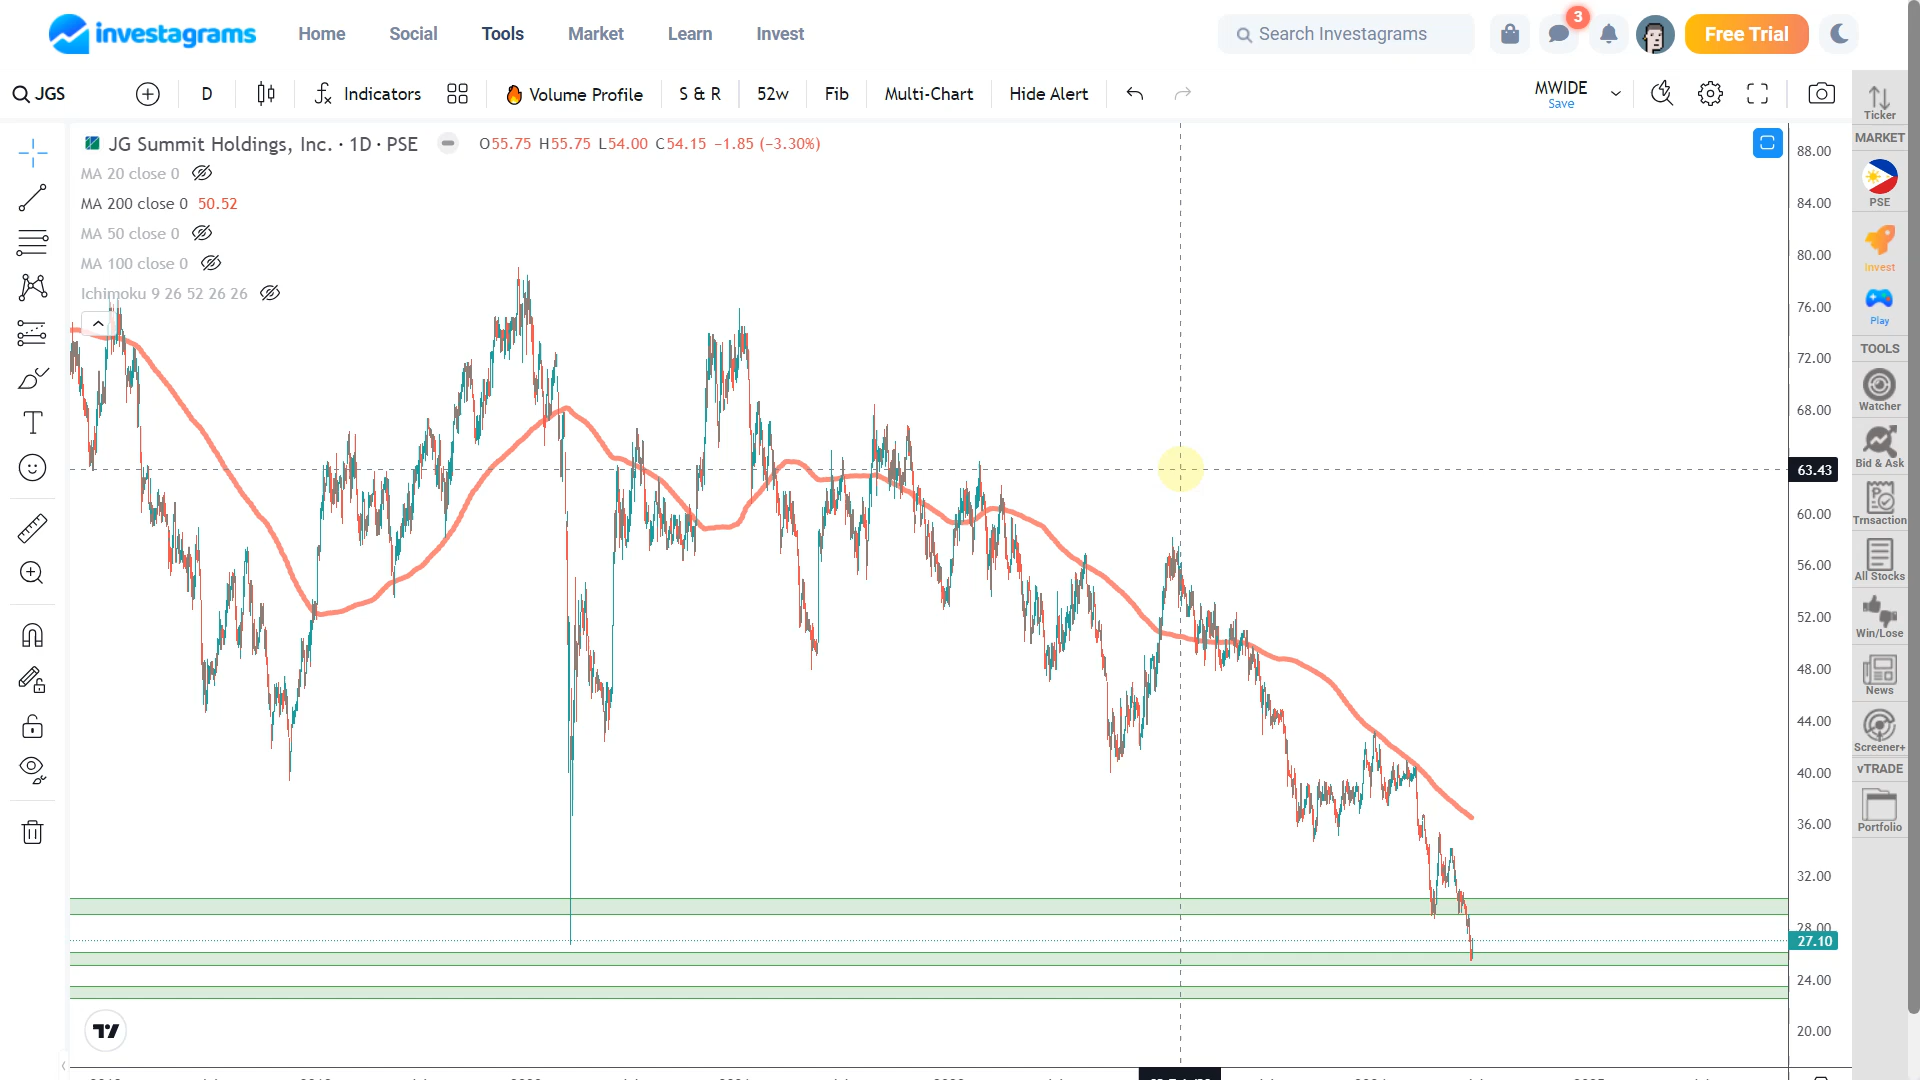 investagrams Home Social Tools Market Learn Invest Search Investagrams 3 Free Trial
JGS D Indicators Volume Profile S & R 52w Fib Multi-Chart Hide Alert MWIDE
Save
JG Summit Holdings, Inc. · 1D · PSE O55.75 H55.75 L54.00 C54.15 −1.85 (−3.30%)
MA 20 close 0
MA 200 close 0 50.52
MA 50 close 0
MA 100 close 0
Ichimoku 9 26 52 26 26
88.00
84.00
80.00
76.00
72.00
68.00
63.43
60.00
56.00
52.00
48.00
44.00
40.00
36.00
32.00
28.00
27.10
24.00
20.00
Ticker
MARKET
PSE
Invest
Play
TOOLS
Watcher
Bid & Ask
Trnsaction
All Stocks
Win/Lose
News
Screener+
vTRADE
Portfolio